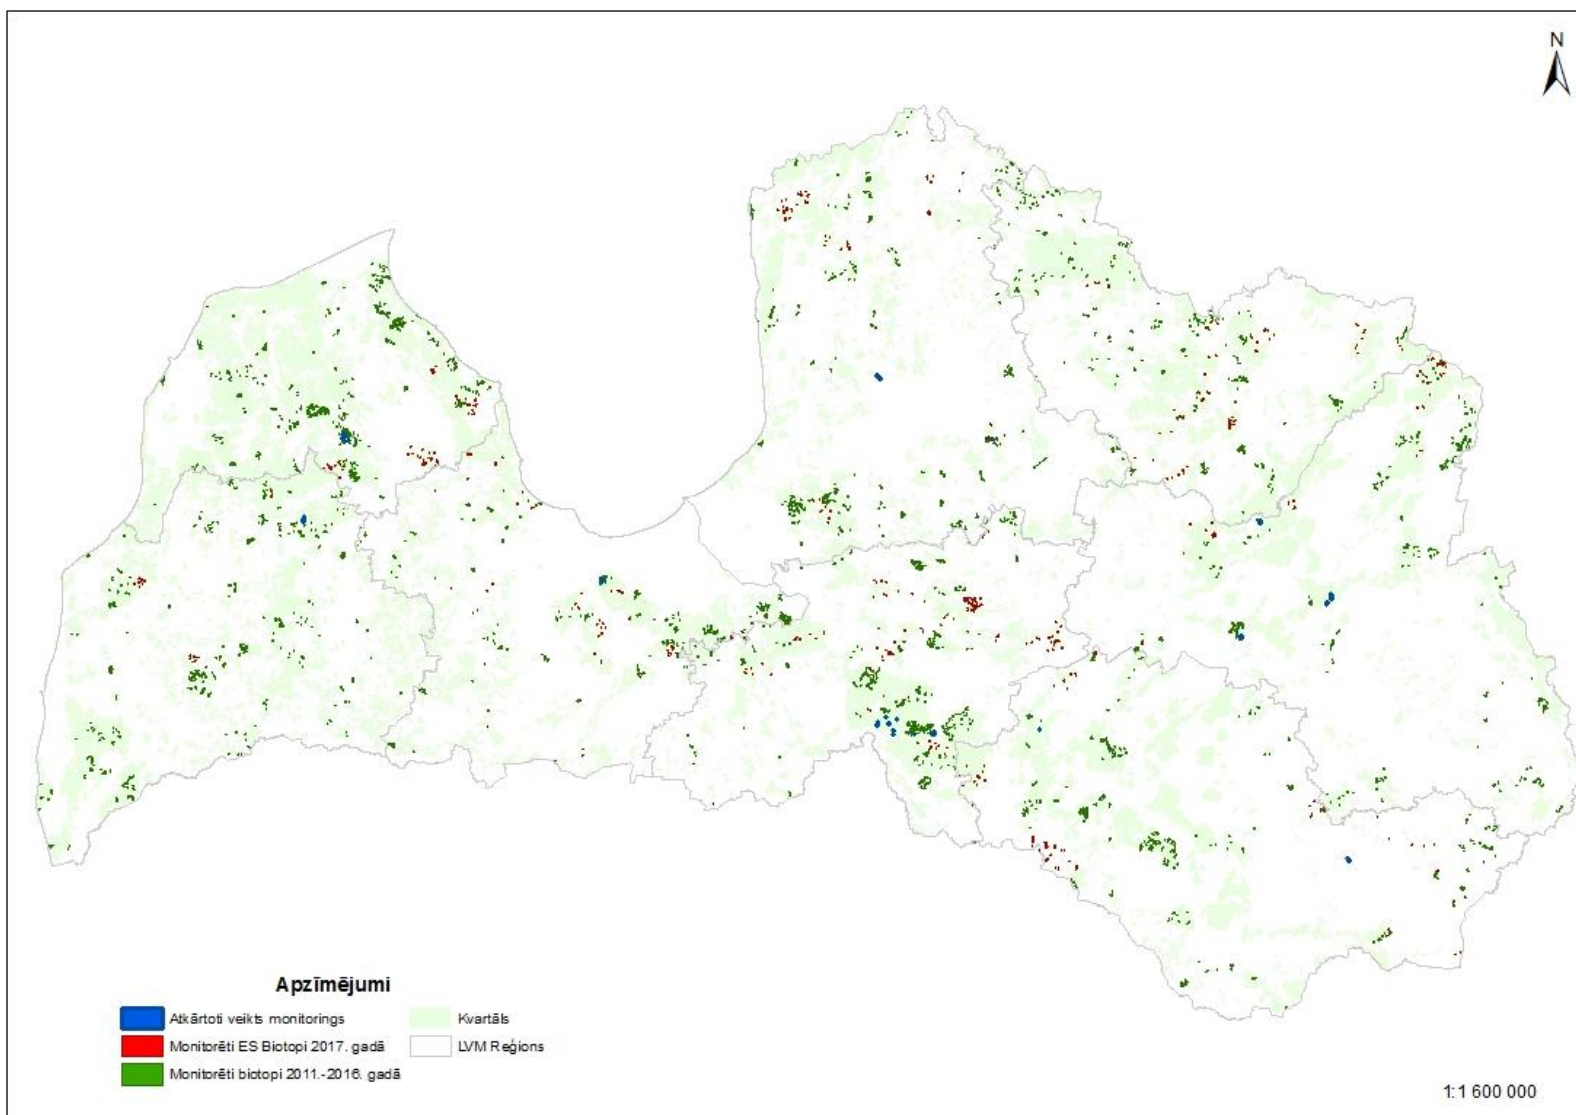 N
Apzīmējumi
Atkārtoti veikts monitorings
Kvartāls
Monitorēti ES Biotopi 2017. gadā
LVM Reģions
Monitorēti biotopi 2011.-2016. gadā
1:1 600 000